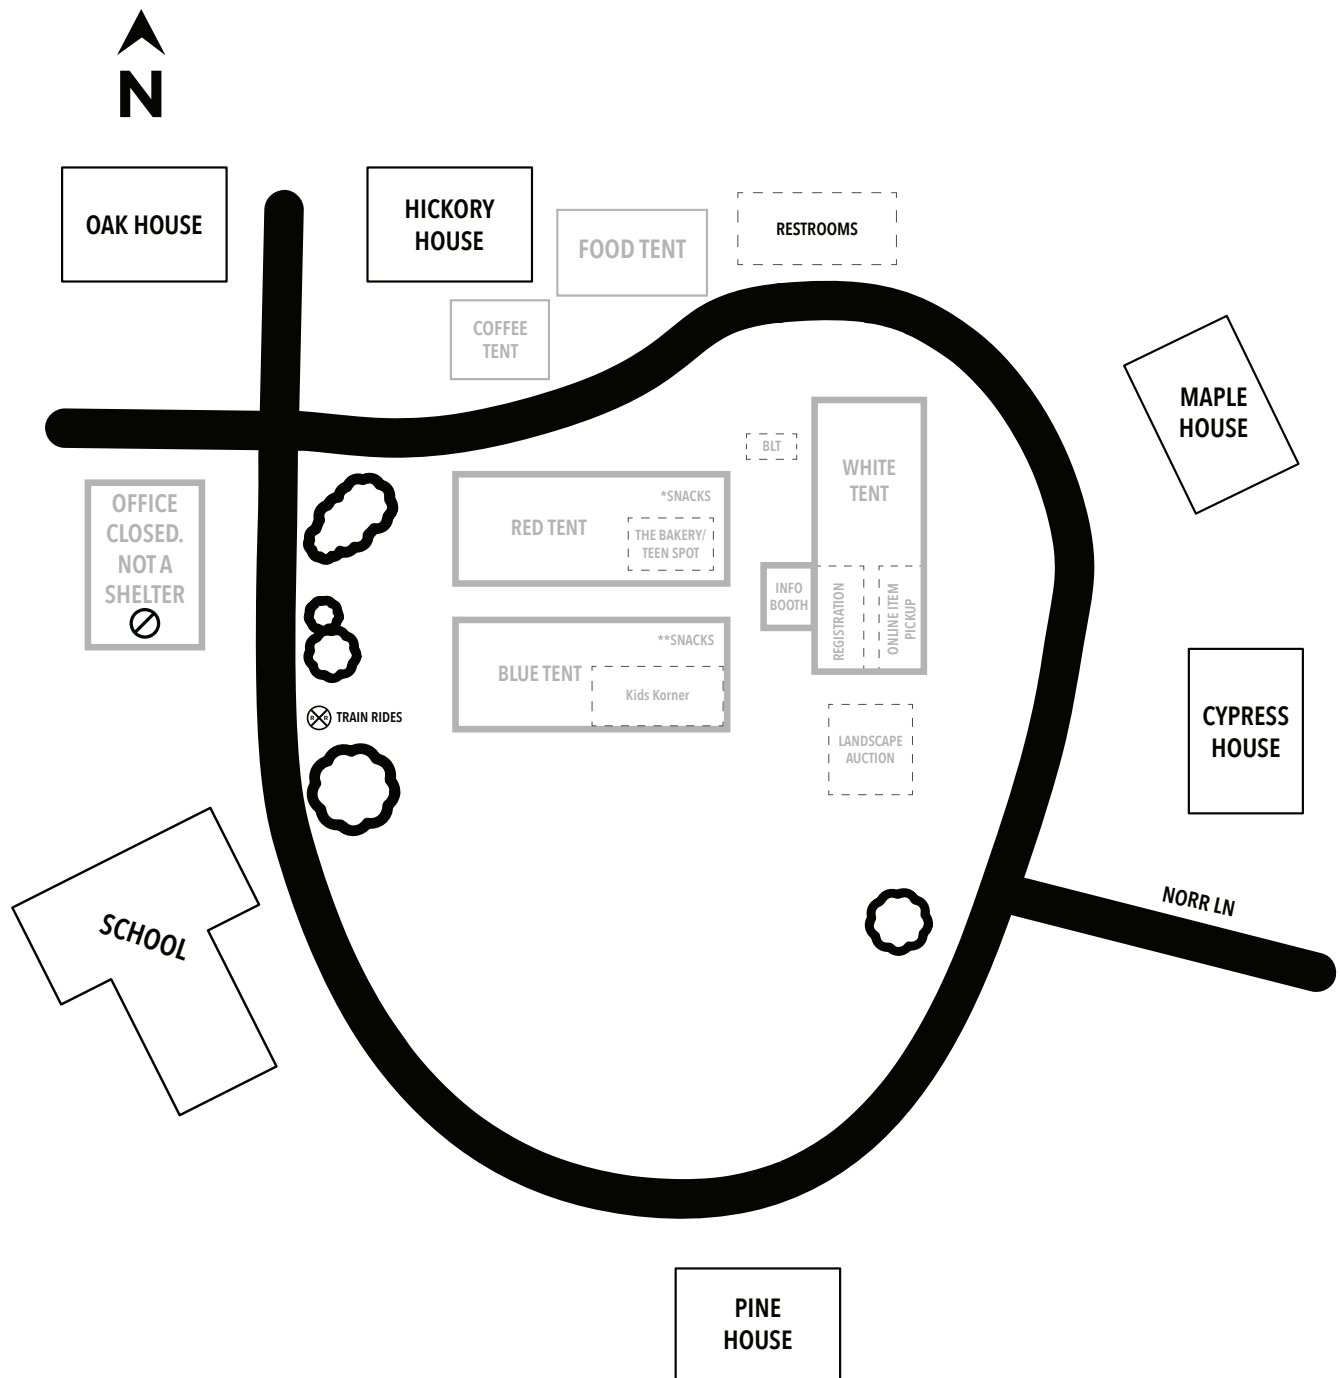 N
OAK HOUSE
HICKORY
HOUSE
FOOD TENT
RESTROOMS
COFFEE
TENT
MAPLE
HOUSE
BLT
WHITE
TENT
OFFICE
CLOSED.
NOT A
SHELTER
*SNACKS
RED TENT
THE BAKERY/
TEEN SPOT
INFO
BOOTH
REGISTRATION
ONLINE ITEM
PICKUP
**SNACKS
BLUE TENT
Kids Korner
R R
TRAIN RIDES
LANDSCAPE
AUCTION
CYPRESS
HOUSE
SCHOOL
NORR LN
PINE
HOUSE